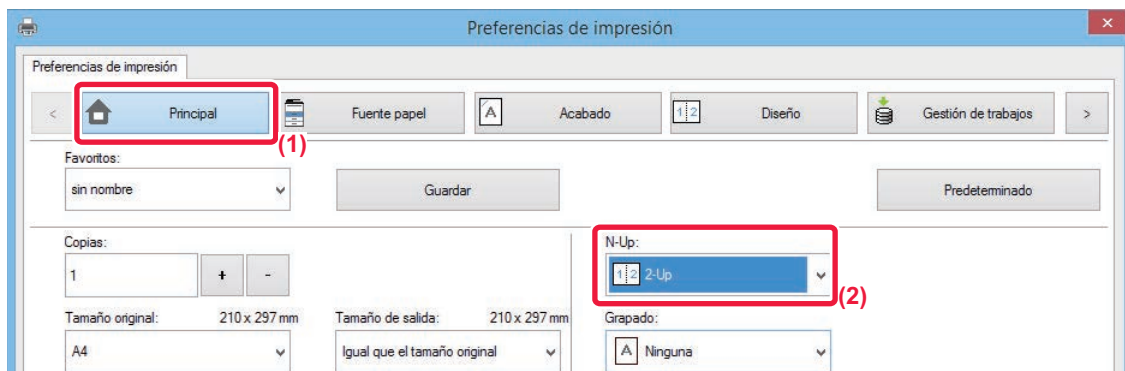 Preferencias de impresión
Preferencias de impresión
Principal
Fuente papel
Acabado
Diseño
Gestión de trabajos
(1)
Favoritos:
sin nombre
Guardar
Predeterminado
Copias:
1
+ -
N-Up:
1 2 2-Up
(2)
Tamaño original: 210 x 297 mm
A4
Tamaño de salida: 210 x 297 mm
Igual que el tamaño original
Grapado:
A Ninguna